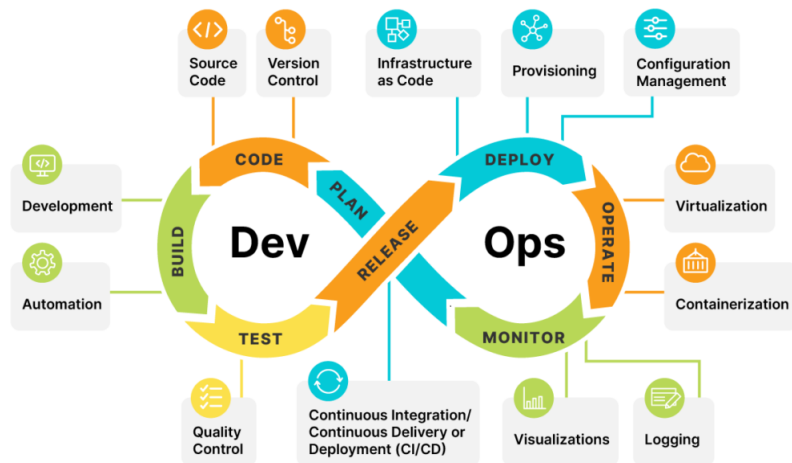 Source
Code
Version
Control
Infrastructure
as Code
Provisioning
Configuration
Management
CODE
PLAN
DEPLOY
Development
BUILD
Dev
RELEASE
Ops
OPERATE
Virtualization
Automation
Containerization
TEST
MONITOR
Quality
Control
Continuous Integration/
Continuous Delivery or
Deployment (CI/CD)
Visualizations
Logging